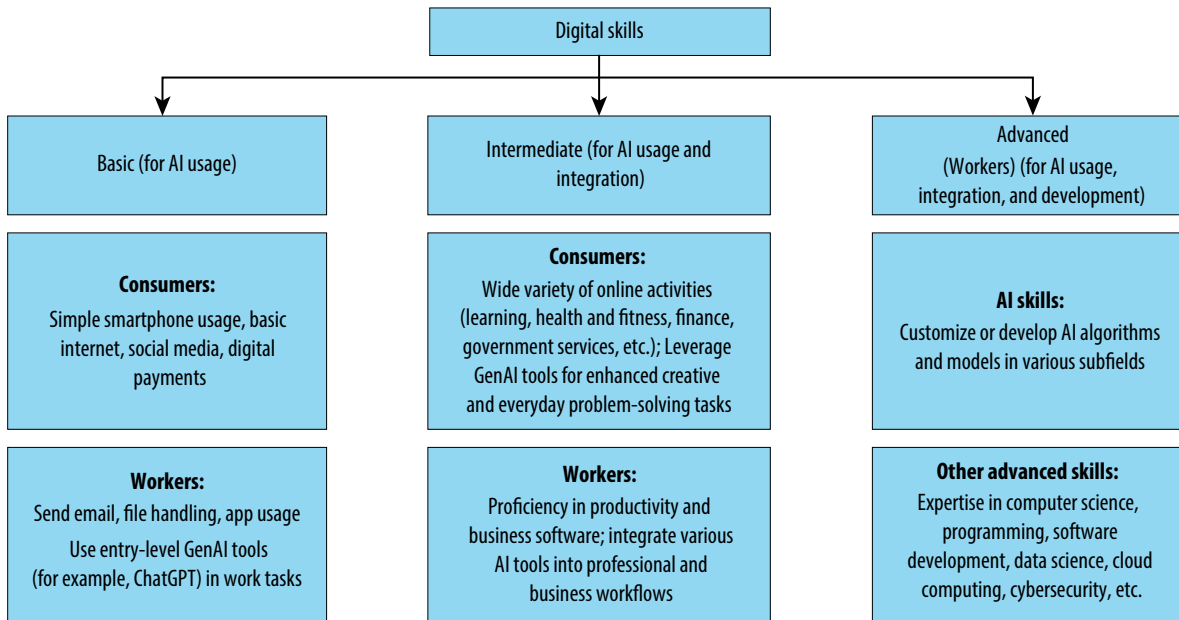 Digital skills
Basic (for AI usage)
Intermediate (for AI usage and
integration)
Advanced
(Workers) (for AI usage,
integration, and development)
Consumers:
Simple smartphone usage, basic
internet, social media, digital
payments
Consumers:
Wide variety of online activities
(learning, health and fitness, finance,
government services, etc.); Leverage
GenAI tools for enhanced creative
and everyday problem-solving tasks
AI skills:
Customize or develop AI algorithms
and models in various subfields
Workers:
Send email, file handling, app usage
Use entry-level GenAI tools
(for example, ChatGPT) in work tasks
Workers:
Proficiency in productivity and
business software; integrate various
AI tools into professional and
business workflows
Other advanced skills:
Expertise in computer science,
programming, software
development, data science, cloud
computing, cybersecurity, etc.